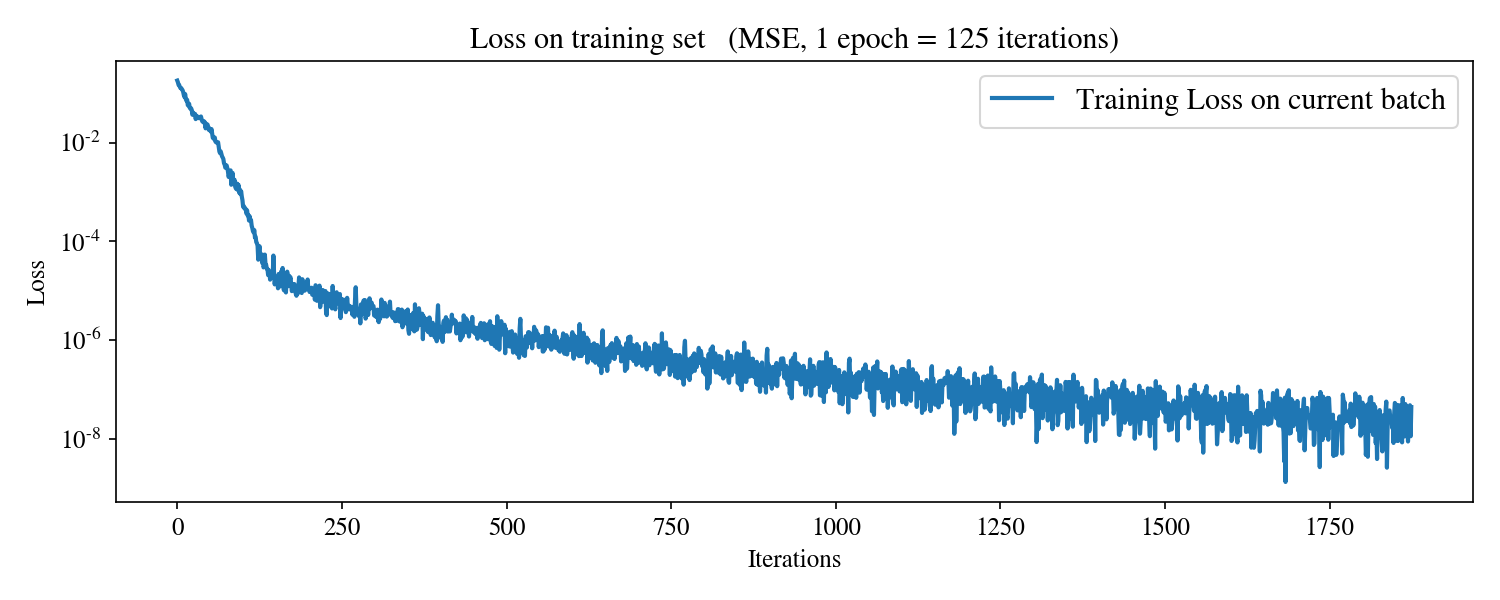 Loss on training set (MSE, 1 epoch = 125 iterations)
Training Loss on current batch
Loss
10-2
10-4
10-6
10-8
0 250 500 750 1000 1250 1500 1750
Iterations